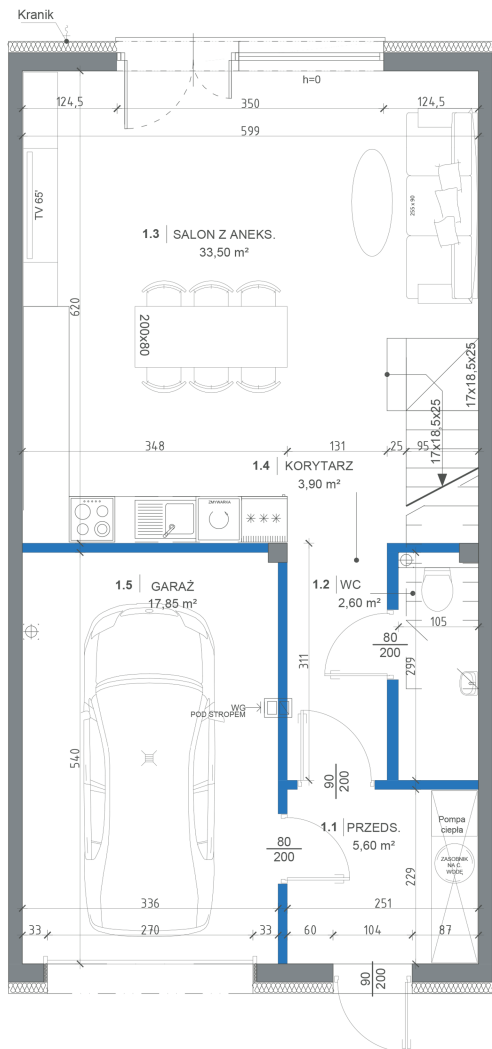 Kranik
h=0
124,5
350
124,5
599
TV 65'
255x90
1.3 SALON Z ANEKS.
33,50 m²
620
200x80
17x18,5x25
17x18,5x25
348
131
25
95
1.4 KORYTARZ
3,90 m²
ZMYWARKA
1.5 GARAŻ
17,85 m²
1.2 WC
2,60 m²
105
80
200
311
299
WG
POD STROPEM
540
90
200
1.1 PRZEDS.
5,60 m²
Pompa
ciepła
80
200
ZASOBNIK
NA C.
WODĘ
229
336
251
33
270
33
60
104
87
90
200